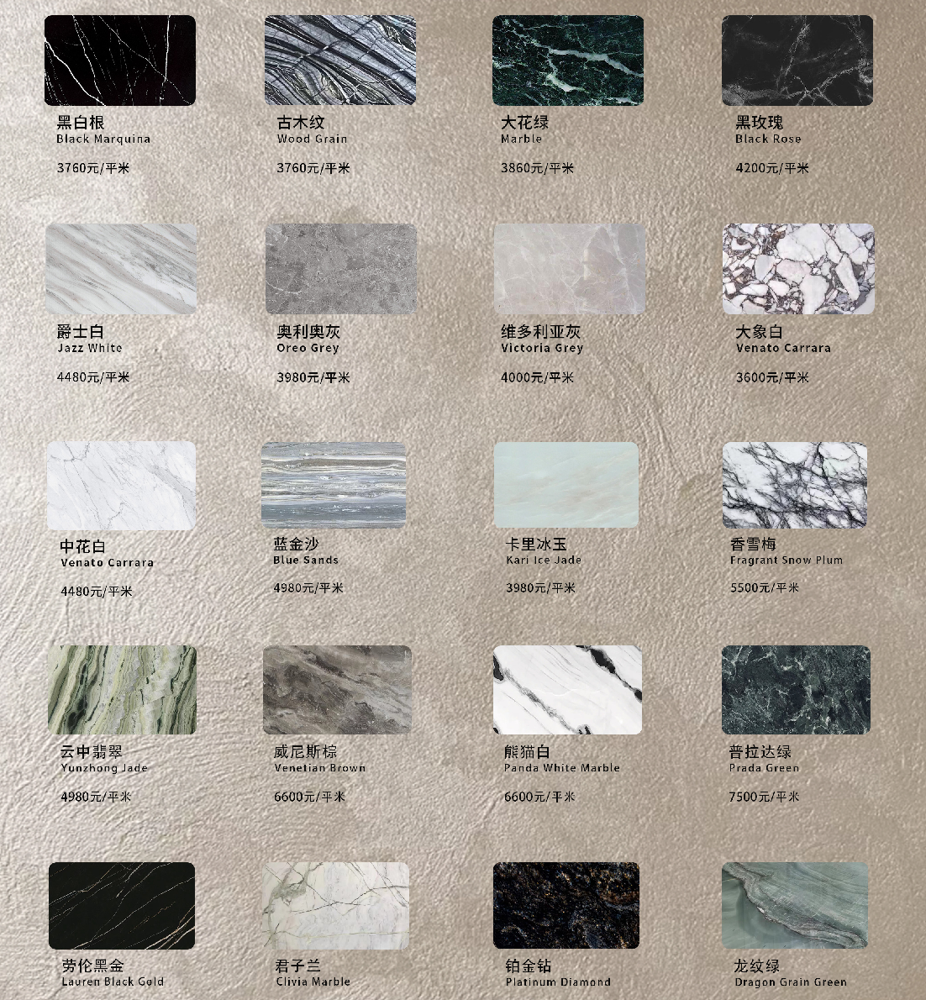 黑白根
Black Marquina
3760元/平米
古木纹
Wood Grain
3760元/平米
大花绿
Marble
3860元/平米
黑玫瑰
Black Rose
4200元/平米
爵士白
Jazz White
4480元/平米
奥利奥灰
Oreo Grey
3980元/平米
维多利亚灰
Victoria Grey
4000元/平米
大象白
Venato Carrara
3600元/平米
中花白
Venato Carrara
4480元/平米
蓝金沙
Blue Sands
4980元/平米
卡里冰玉
Kari Ice Jade
3980元/平米
香雪梅
Fragrant Snow Plum
5500元/平米
云中翡翠
Yunzhong Jade
4980元/平米
威尼斯棕
Venetian Brown
6600元/平米
熊猫白
Panda White Marble
6600元/平米
普拉达绿
Prada Green
7500元/平米
劳伦黑金
Lauren Black Gold
君子兰
Clivia Marble
铂金钻
Platinum Diamond
龙纹绿
Dragon Grain Green